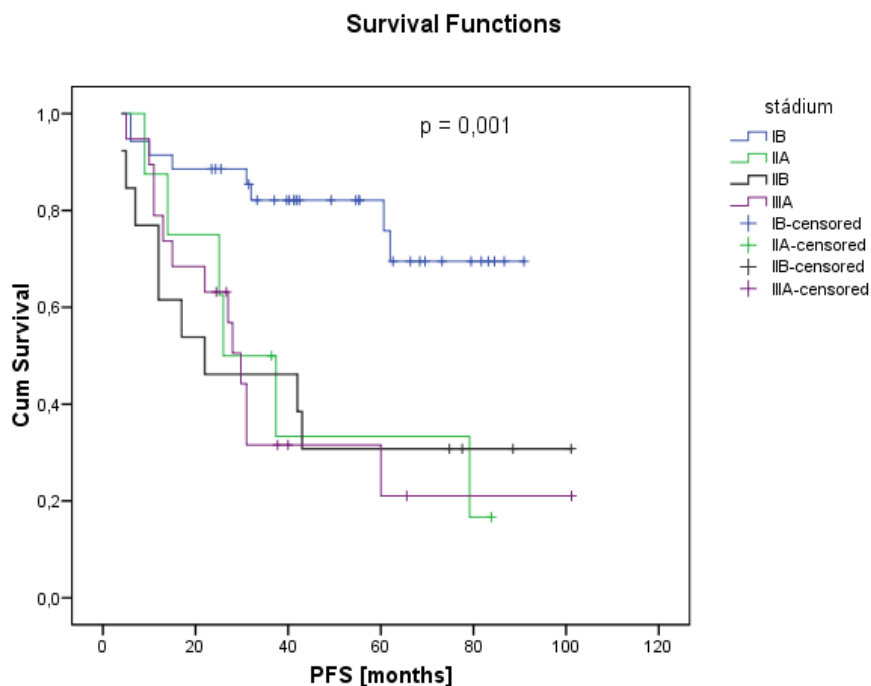 Survival Functions
p = 0,001
stádium
IB
IIA
IIB
IIIA
IB-censored
IIA-censored
IIB-censored
IIIA-censored
Cum Survival
1,0
0,8
0,6
0,4
0,2
0,0
0 20 40 60 80 100 120
PFS [months]